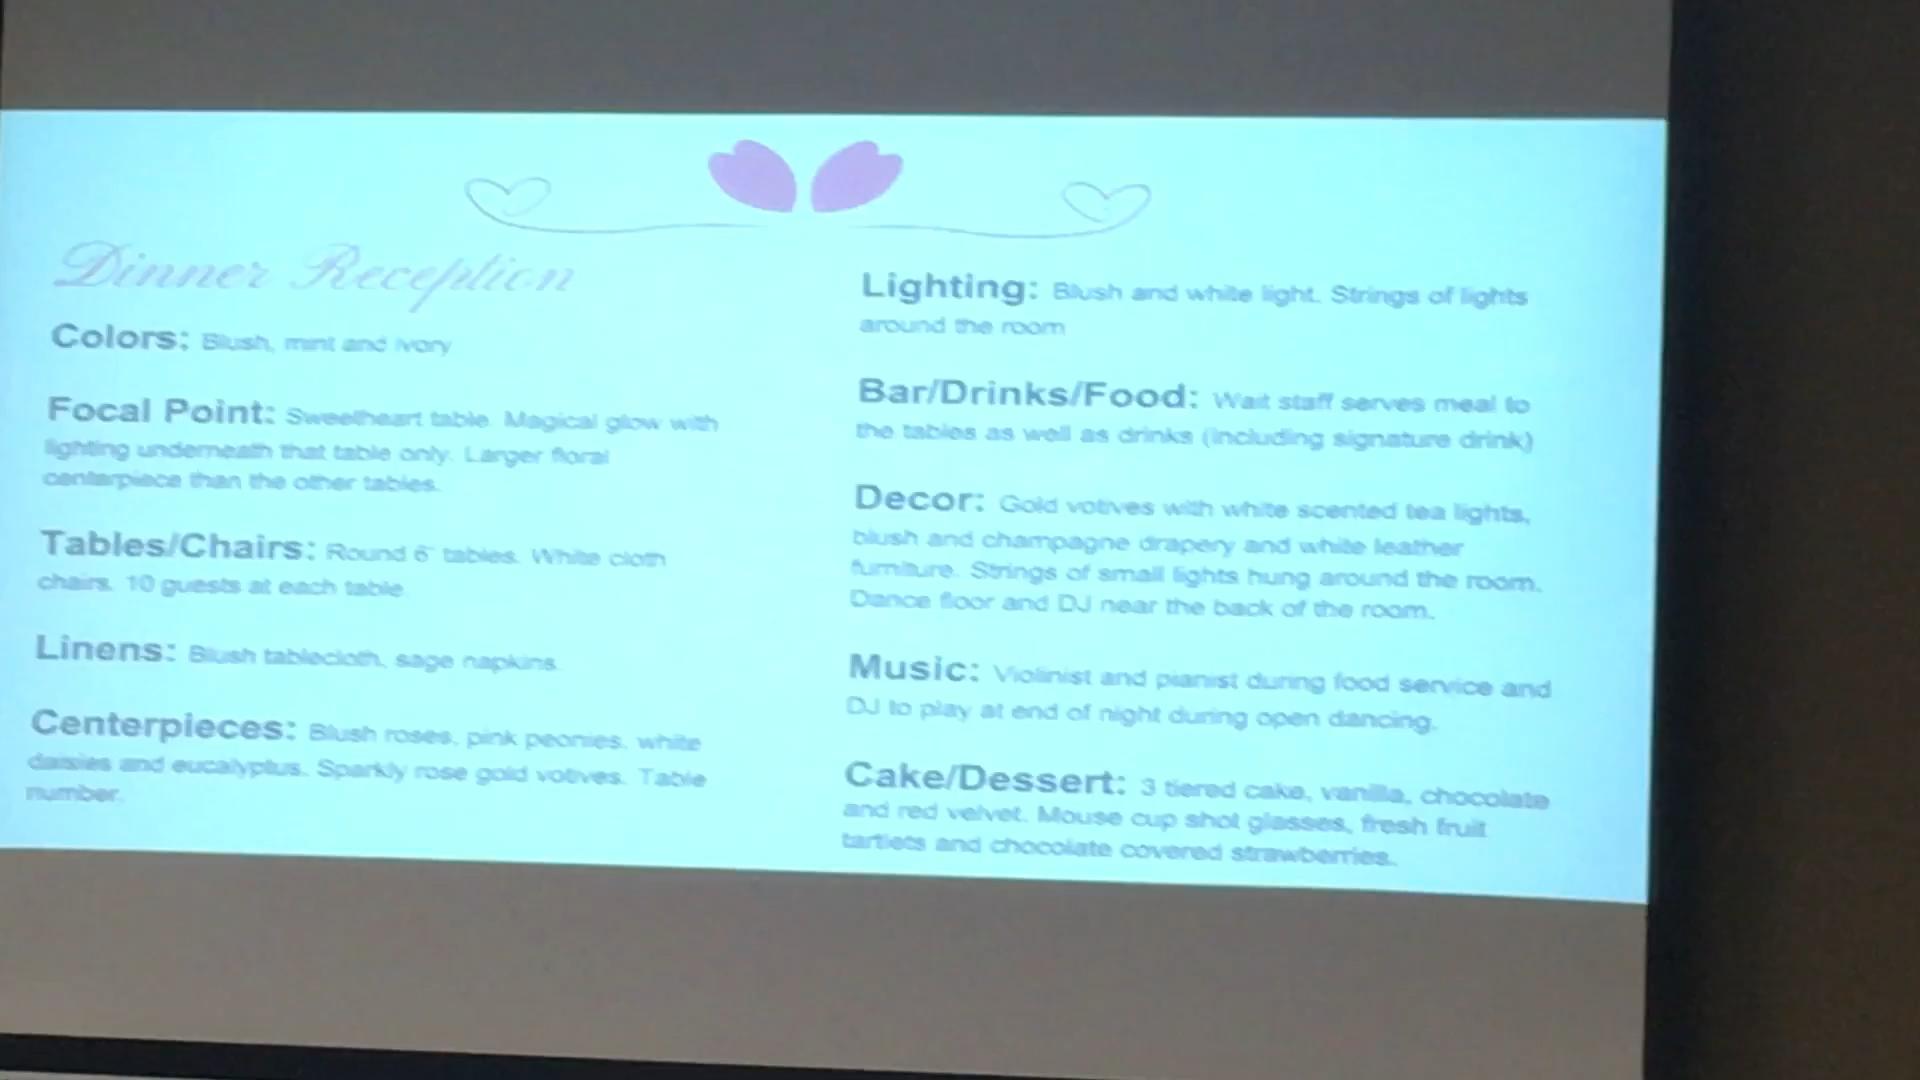 Dinner Reception
Colors: Blush, mint and ivory
Focal Point: Sweetheart table. Magical glow with
lighting underneath that table only. Larger floral
centerpiece than the other tables.
Tables/Chairs: Round 6' tables. White cloth
chairs. 10 guests at each table
Linens: Blush tablecloth, sage napkins.
Centerpieces: Blush roses, pink peonies, white
daisies and eucalyptus. Sparkly rose gold votives. Table
number.
Lighting: Blush and white light. Strings of lights
around the room
Bar/Drinks/Food: Wait staff serves meal to
the tables as well as drinks (including signature drink)
Decor: Gold votives with white scented tea lights,
blush and champagne drapery and white leather
furniture. Strings of small lights hung around the room.
Dance floor and DJ near the back of the room.
Music: Violinist and pianist during food service and
DJ to play at end of night during open dancing.
Cake/Dessert: 3 tiered cake, vanilla, chocolate
and red velvet. Mouse cup shot glasses, fresh fruit
tartlets and chocolate covered strawberries.